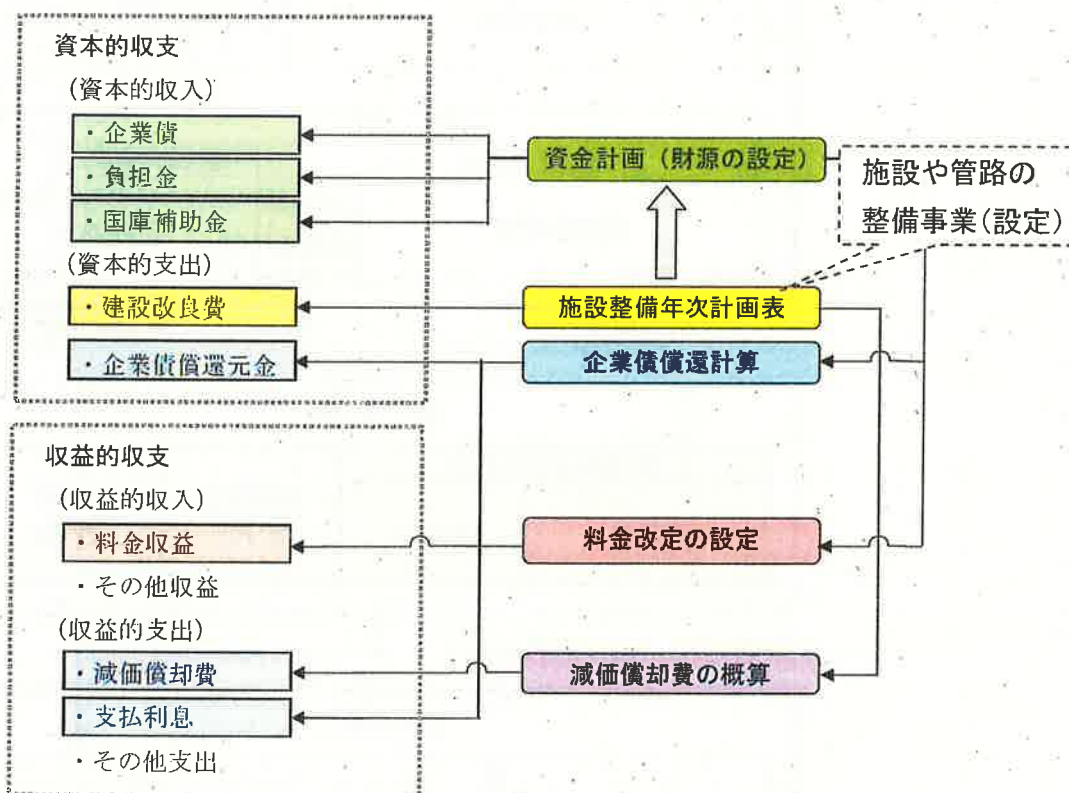 資本的収支
(資本的収入)
・企業債
・負担金
・国庫補助金
(資本的支出)
・建設改良費
・企業債償還元金
資金計画（財源の設定）
施設や管路の
整備事業(設定)
施設整備年次計画表
企業債償還計算
収益的収支
(収益的収入)
・料金収益
・その他収益
(収益的支出)
・減価償却費
・支払利息
・その他支出
料金改定の設定
減価償却費の概算